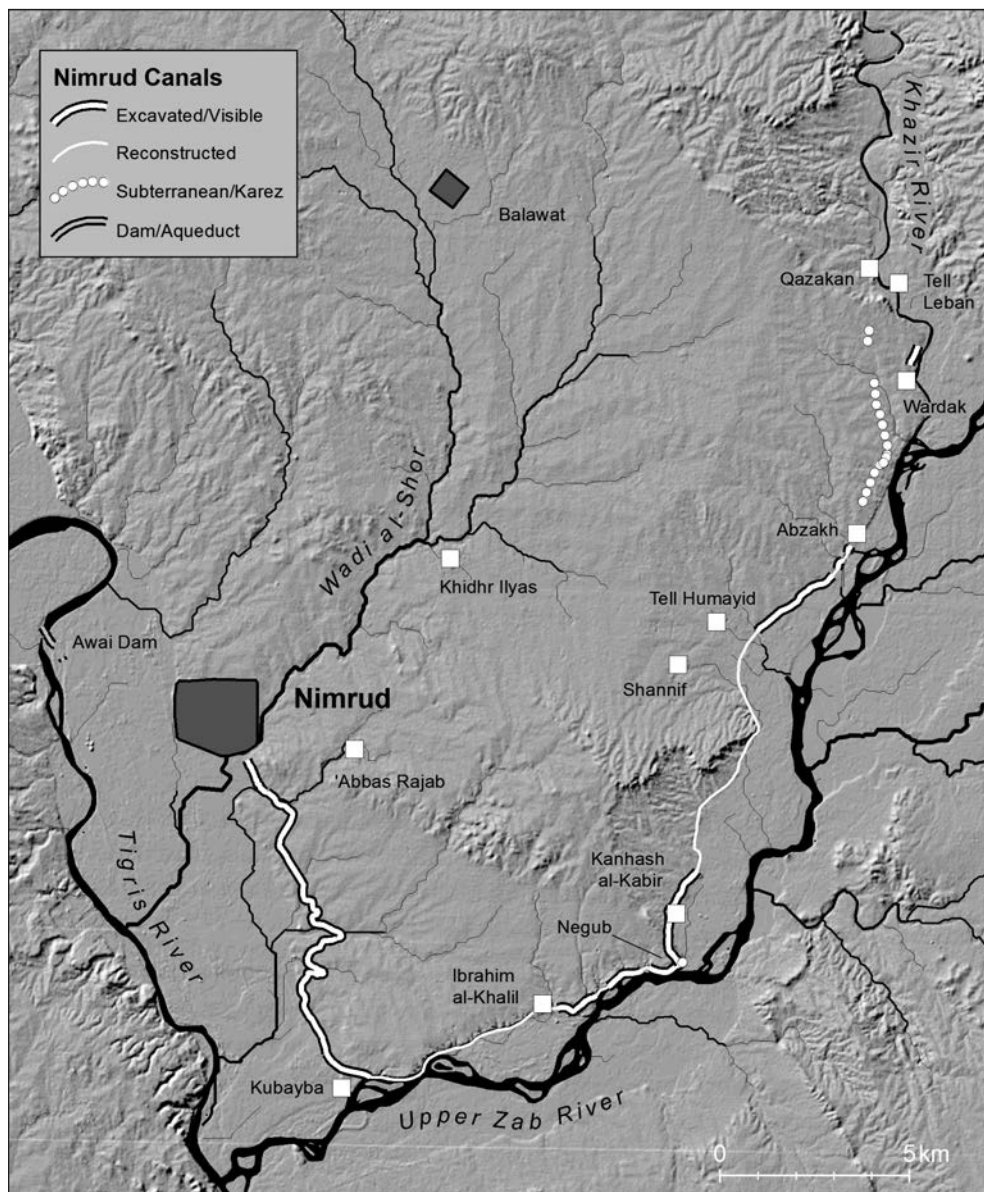 Nimrud Canals
Excavated/Visible
Reconstructed
Subterranean/Karez
Dam/Aqueduct
Khazir River
Balawat
Qazakan
Tell
Leban
Wardak
Wadi al-Shor
Abzakh
Khidhr Ilyas
Tell Humayid
Awai Dam
Shannif
Nimrud
'Abbas Rajab
Tigris River
Kanhash
al-Kabir
Negub
Ibrahim
al-Khalil
Kubayba
Upper Zab River
0 5 km